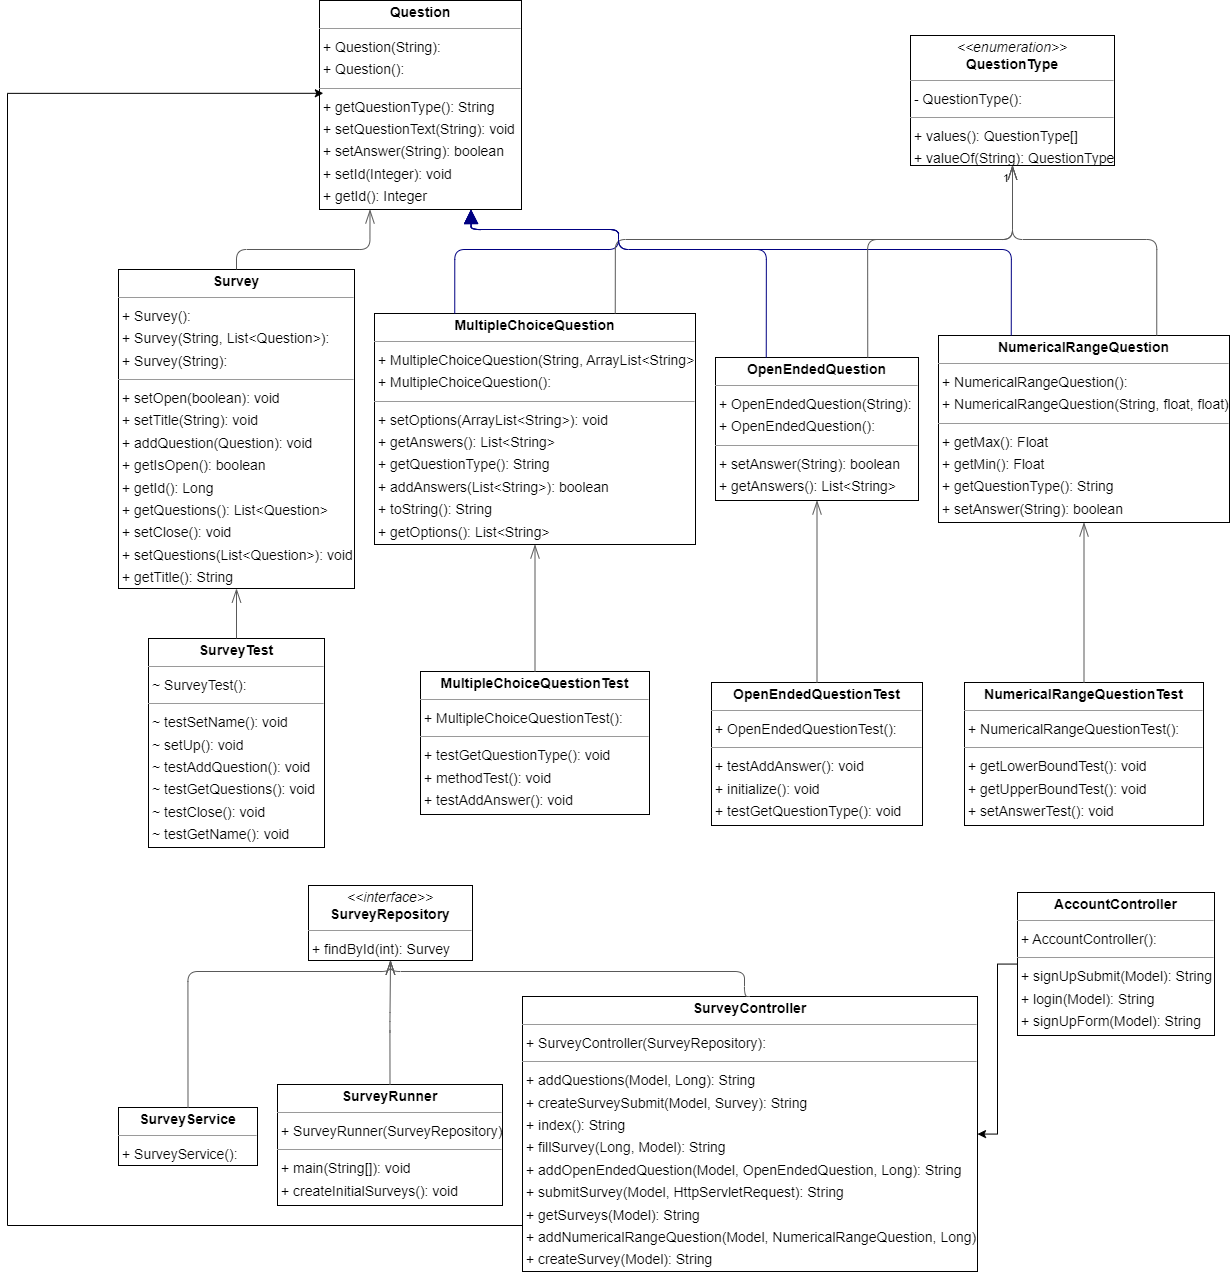 Question
+ Question(String):
+ Question():
+ getQuestionType(): String
+ setQuestionText(String): void
+ setAnswer(String): boolean
+ setId(Integer): void
+ getId(): Integer
<<enumeration>>
QuestionType
- QuestionType():
+ values(): QuestionType[]
+ valueOf(String): QuestionType
1
Survey
+ Survey():
+ Survey(String, List<Question>):
+ Survey(String):
+ setOpen(boolean): void
+ setTitle(String): void
+ addQuestion(Question): void
+ getIsOpen(): boolean
+ getId(): Long
+ getQuestions(): List<Question>
+ setClose(): void
+ setQuestions(List<Question>): void
+ getTitle(): String
MultipleChoiceQuestion
+ MultipleChoiceQuestion(String, ArrayList<String>
+ MultipleChoiceQuestion():
+ setOptions(ArrayList<String>): void
+ getAnswers(): List<String>
+ getQuestionType(): String
+ addAnswers(List<String>): boolean
+ toString(): String
+ getOptions(): List<String>
OpenEndedQuestion
+ OpenEndedQuestion(String):
+ OpenEndedQuestion():
+ setAnswer(String): boolean
+ getAnswers(): List<String>
NumericalRangeQuestion
+ NumericalRangeQuestion():
+ NumericalRangeQuestion(String, float, float)
+ getMax(): Float
+ getMin(): Float
+ getQuestionType(): String
+ setAnswer(String): boolean
SurveyTest
~ SurveyTest():
~ testSetName(): void
~ setUp(): void
~ testAddQuestion(): void
~ testGetQuestions(): void
~ testClose(): void
~ testGetName(): void
MultipleChoiceQuestionTest
+ MultipleChoiceQuestionTest():
+ testGetQuestionType(): void
+ methodTest(): void
+ testAddAnswer(): void
OpenEndedQuestionTest
+ OpenEndedQuestionTest():
+ testAddAnswer(): void
+ initialize(): void
+ testGetQuestionType(): void
NumericalRangeQuestionTest
+ NumericalRangeQuestionTest():
+ getLowerBoundTest(): void
+ getUpperBoundTest(): void
+ setAnswerTest(): void
<<interface>>
SurveyRepository
+ findById(int): Survey
AccountController
+ AccountController():
+ signUpSubmit(Model): String
+ login(Model): String
+ signUpForm(Model): String
SurveyController
+ SurveyController(SurveyRepository):
+ addQuestions(Model, Long): String
+ createSurveySubmit(Model, Survey): String
+ index(): String
+ fillSurvey(Long, Model): String
+ addOpenEndedQuestion(Model, OpenEndedQuestion, Long): String
+ submitSurvey(Model, HttpServletRequest): String
+ getSurveys(Model): String
+ addNumericalRangeQuestion(Model, NumericalRangeQuestion, Long)
+ createSurvey(Model): String
SurveyService
+ SurveyService():
SurveyRunner
+ SurveyRunner(SurveyRepository)
+ main(String[]): void
+ createInitialSurveys(): void